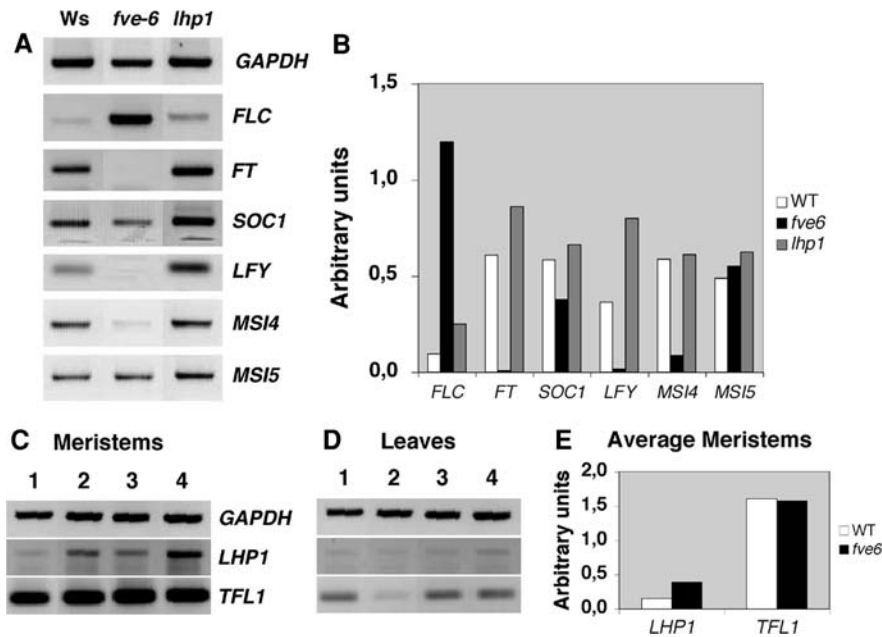 Ws fve-6 lhp1
A
GAPDH
FLC
FT
SOC1
LFY
MSI4
MSI5
B
1,5
1,0
0,5
0,0
Arbitrary units
FLC FT SOC1 LFY MSI4 MSI5
WT
fve6
lhp1
C Meristems
1 2 3 4
GAPDH
LHP1
TFL1
D Leaves
1 2 3 4
E Average Meristems
2,0
1,5
1,0
0,5
0,0
Arbitrary units
LHP1 TFL1
WT
fve6